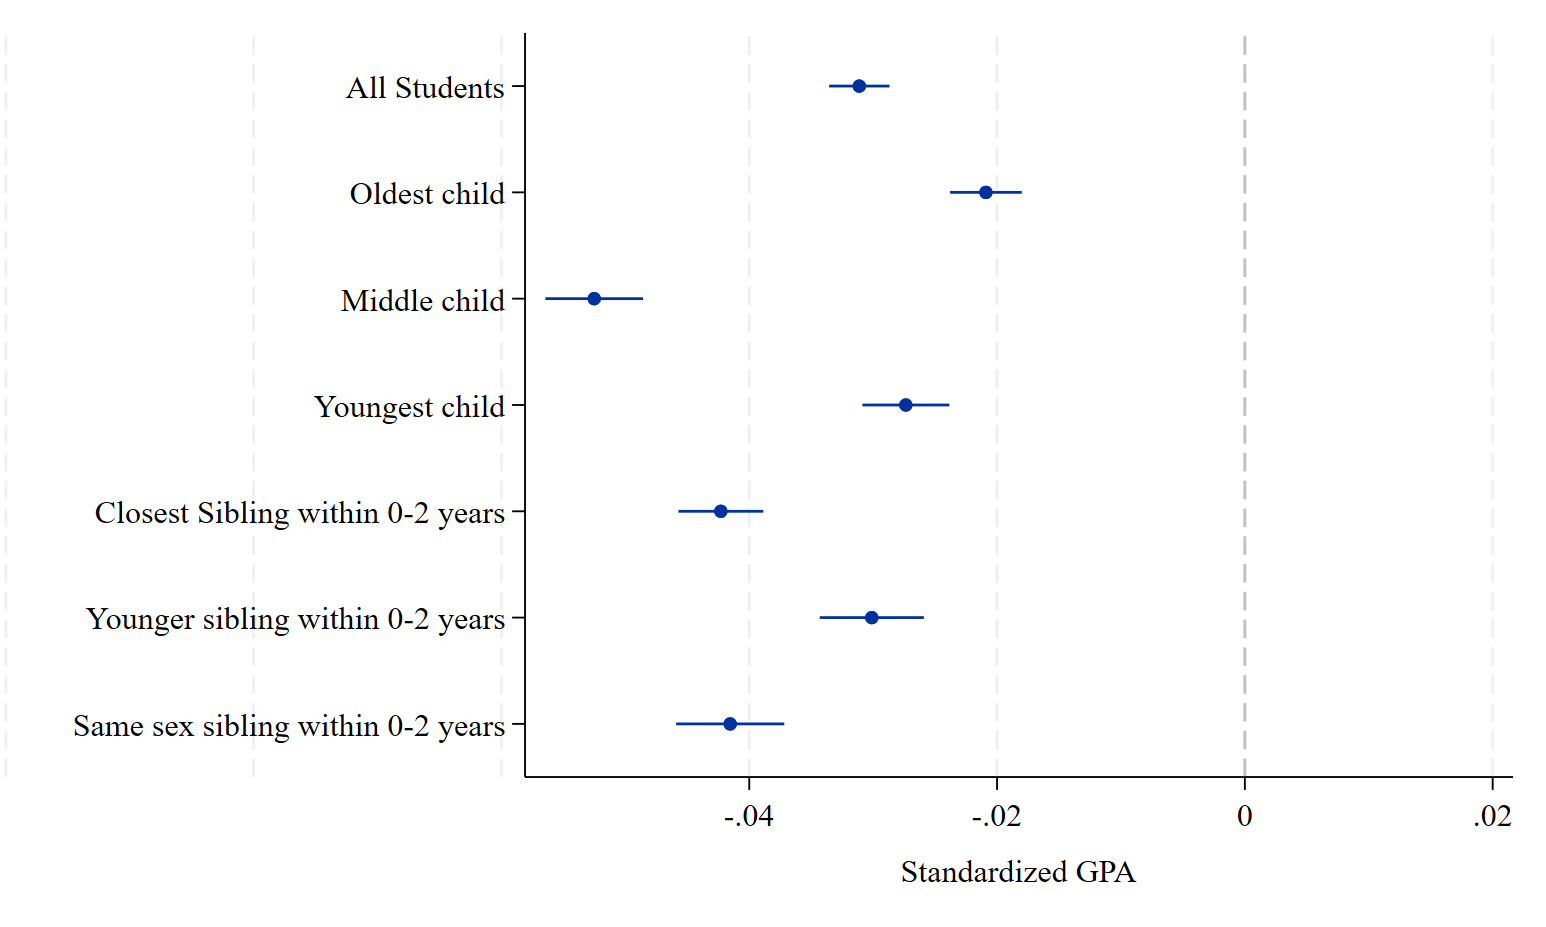 All Students
Oldest child
Middle child
Youngest child
Closest Sibling within 0-2 years
Younger sibling within 0-2 years
Same sex sibling within 0-2 years
-.04 -.02 0 .02
Standardized GPA